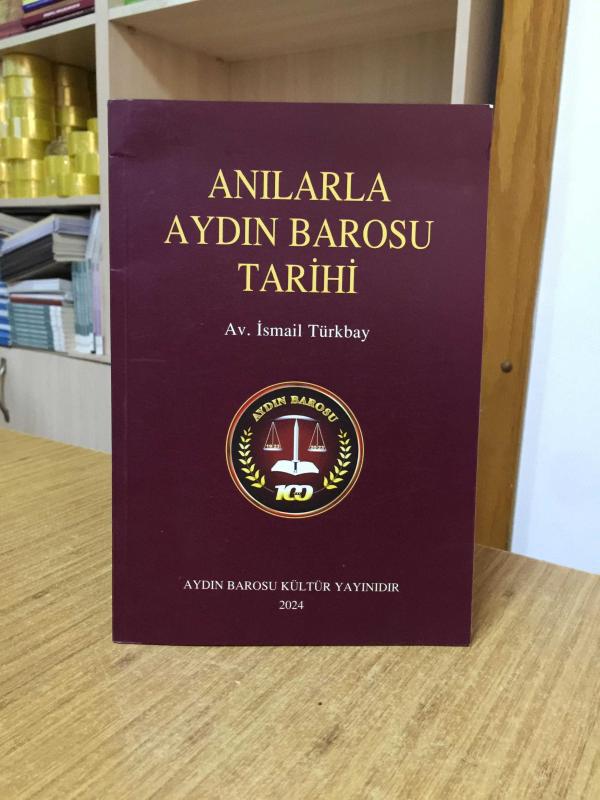 ANILARLA
AYDIN BAROSU
TARİHİ
Av. İsmail Türkbay
AYDIN BAROSU
100
AYDIN BAROSU KÜLTÜR YAYINIDIR
2024